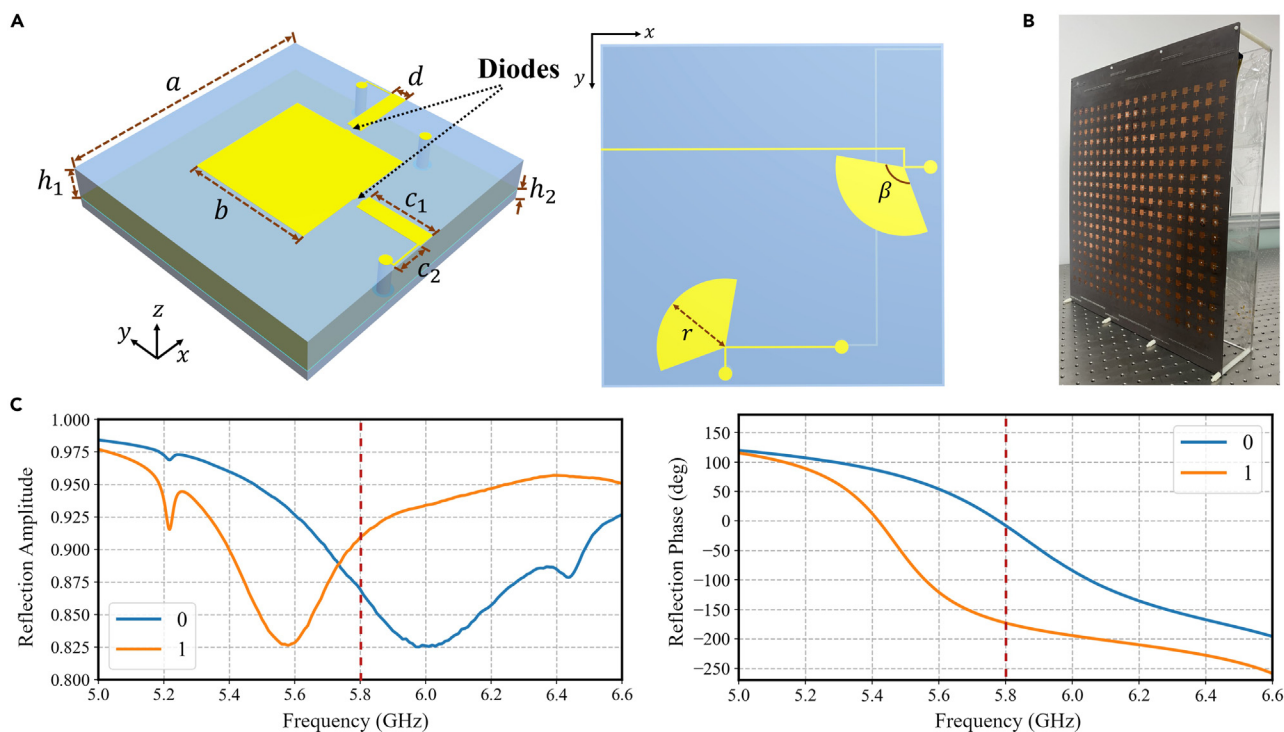 A
B
a
Diodes
d
h₁
h₂
b
c₁
c₂
z
y
x
x
y
β
r
C
1.000
0.975
0.950
0.925
0.900
0.875
0.850
0.825
0.800
Reflection Amplitude
0
1
5.0 5.2 5.4 5.6 5.8 6.0 6.2 6.4 6.6
Frequency (GHz)
150
100
50
0
−50
−100
−150
−200
−250
Reflection Phase (deg)
0
1
5.0 5.2 5.4 5.6 5.8 6.0 6.2 6.4 6.6
Frequency (GHz)